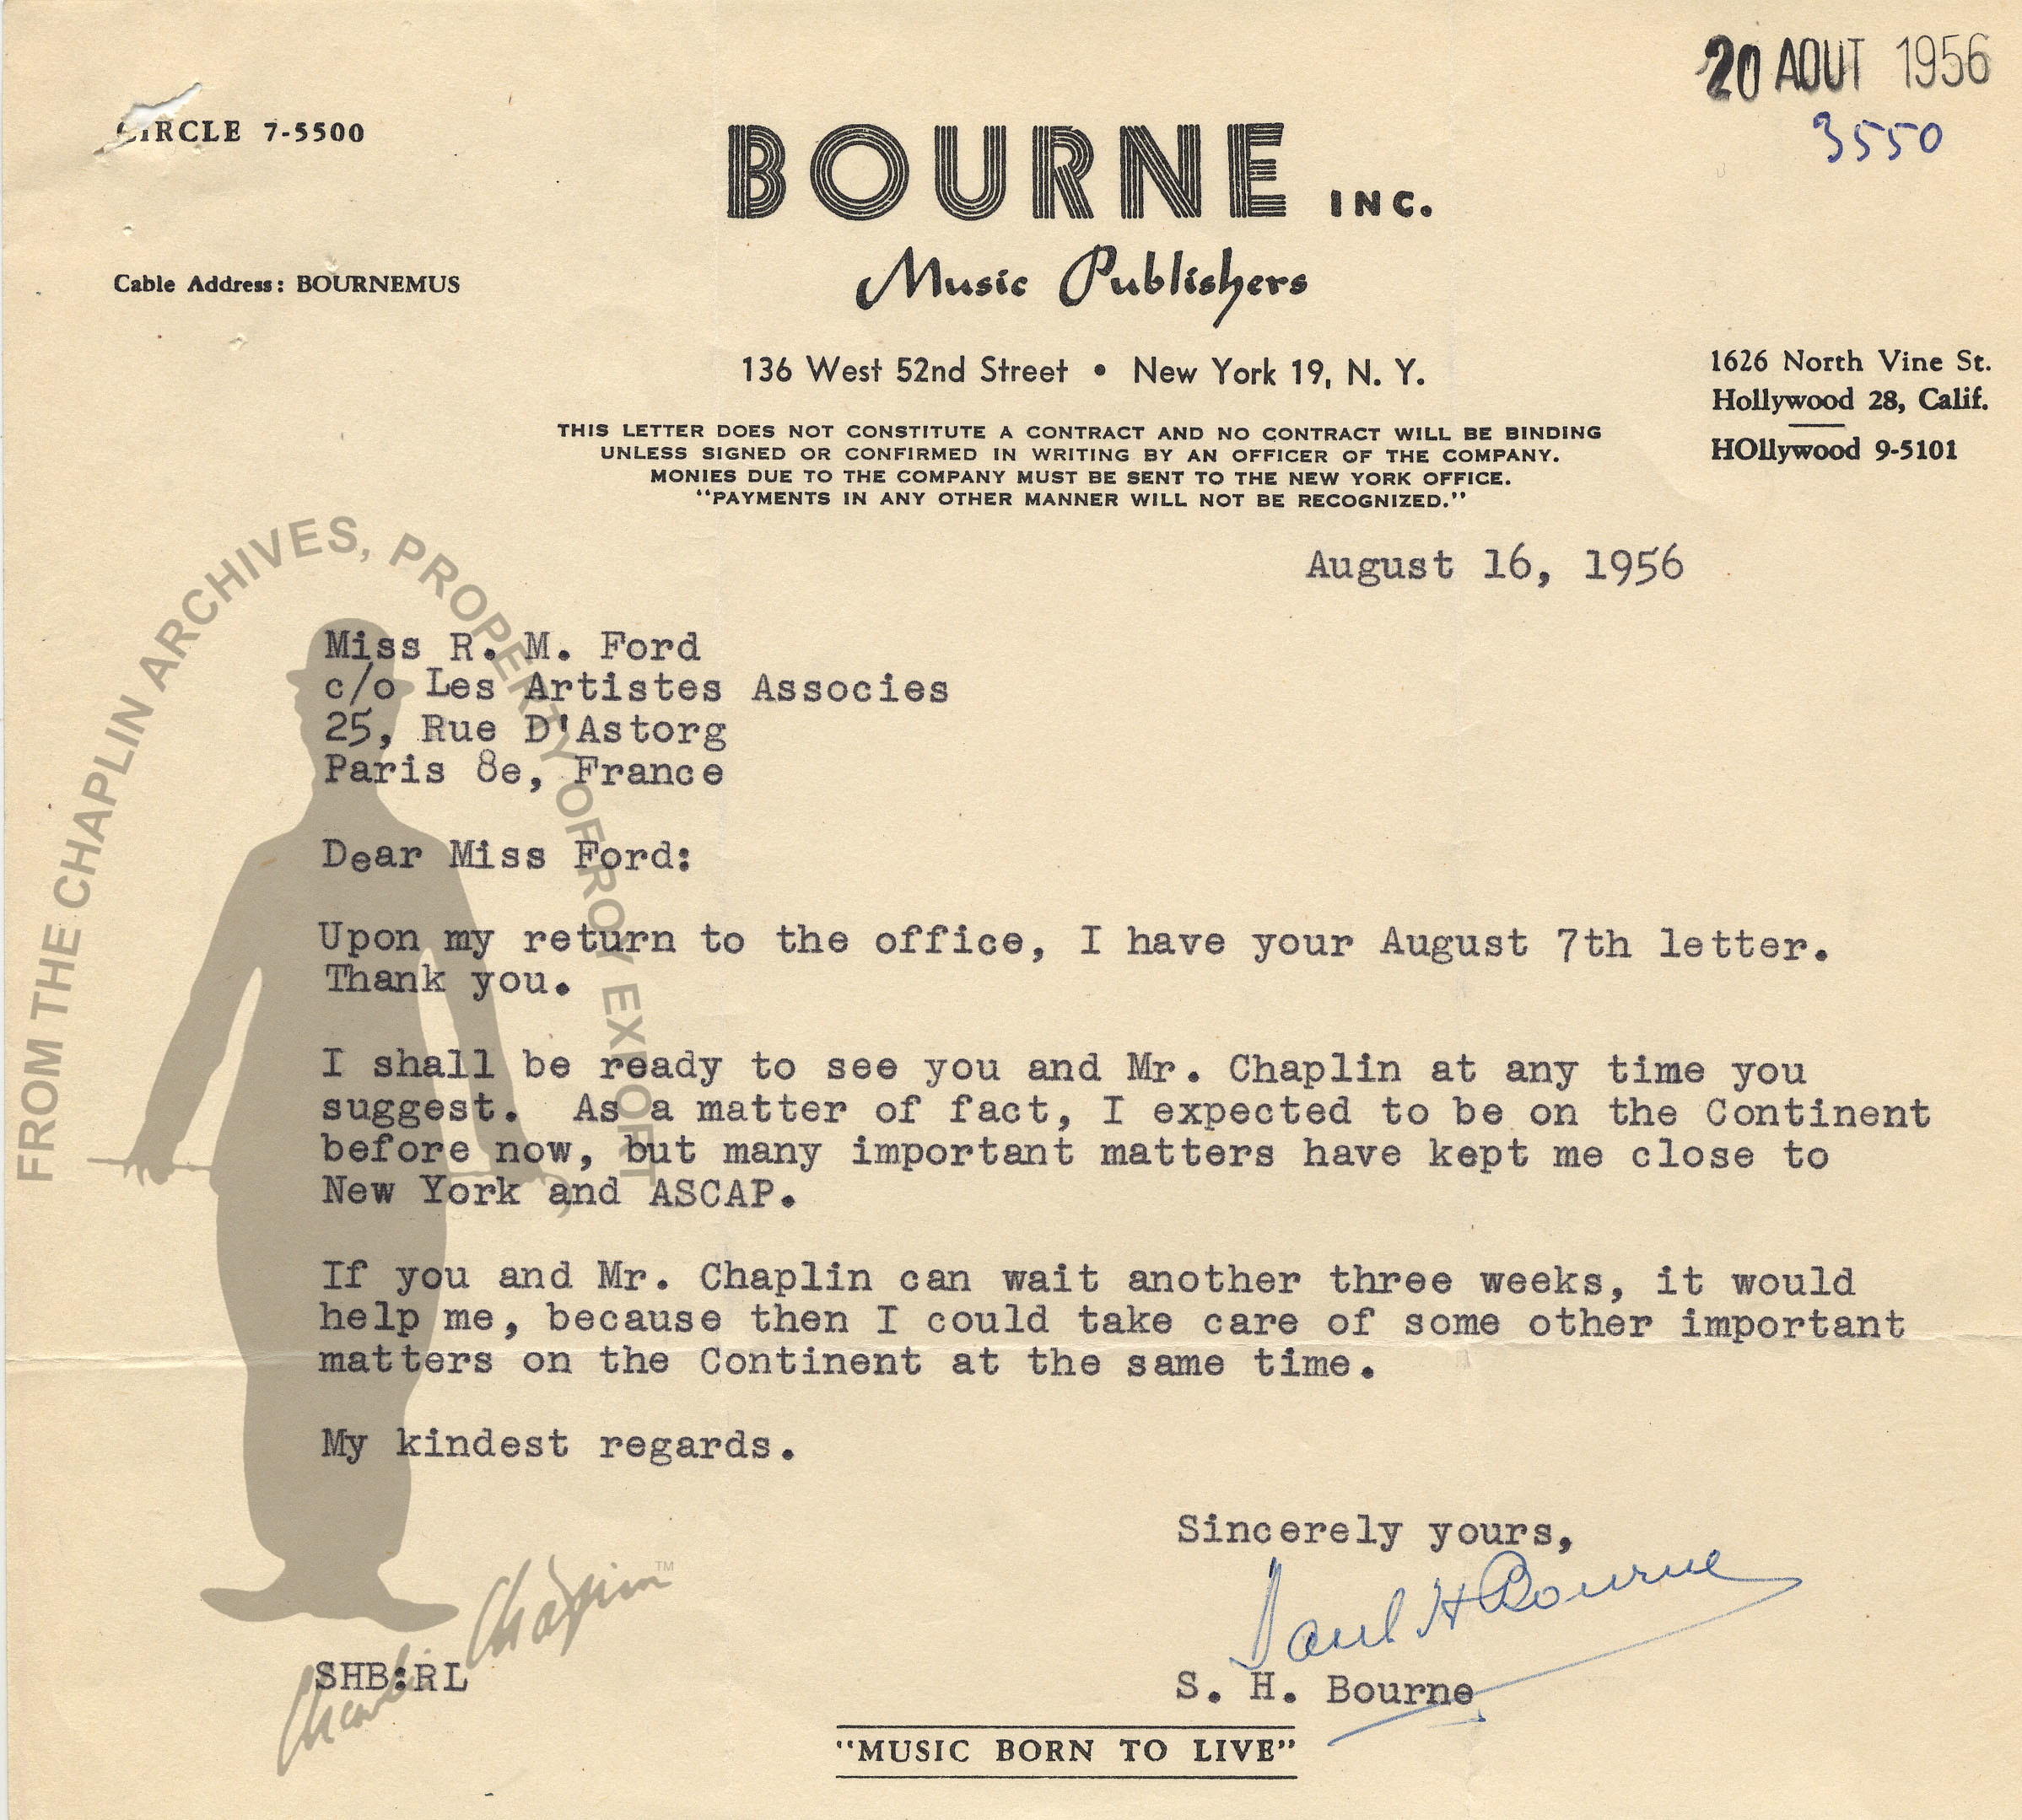 20 AOUT 1956
3550
CIRCLE 7-5500
BOURNE INC.
Music Publishers
Cable Address: BOURNEMUS
136 West 52nd Street • New York 19, N. Y.
1626 North Vine St.
Hollywood 28, Calif.
HOllywood 9-5101
THIS LETTER DOES NOT CONSTITUTE A CONTRACT AND NO CONTRACT WILL BE BINDING
UNLESS SIGNED OR CONFIRMED IN WRITING BY AN OFFICER OF THE COMPANY.
MONIES DUE TO THE COMPANY MUST BE SENT TO THE NEW YORK OFFICE.
"PAYMENTS IN ANY OTHER MANNER WILL NOT BE RECOGNIZED."
August 16, 1956
FROM THE CHAPLIN ARCHIVES, PROPERTY OF ROY EXPORT
Miss R. M. Ford
c/o Les Artistes Associes
25, Rue D'Astorg
Paris 8e, France
Dear Miss Ford:
Upon my return to the office, I have your August 7th letter.
Thank you.
I shall be ready to see you and Mr. Chaplin at any time you
suggest. As a matter of fact, I expected to be on the Continent
before now, but many important matters have kept me close to
New York and ASCAP.
If you and Mr. Chaplin can wait another three weeks, it would
help me, because then I could take care of some other important
matters on the Continent at the same time.
My kindest regards.
Sincerely yours,
Saul H Bourne
S. H. Bourne
SHB:RL
Charlie Chaplin™
"MUSIC BORN TO LIVE"